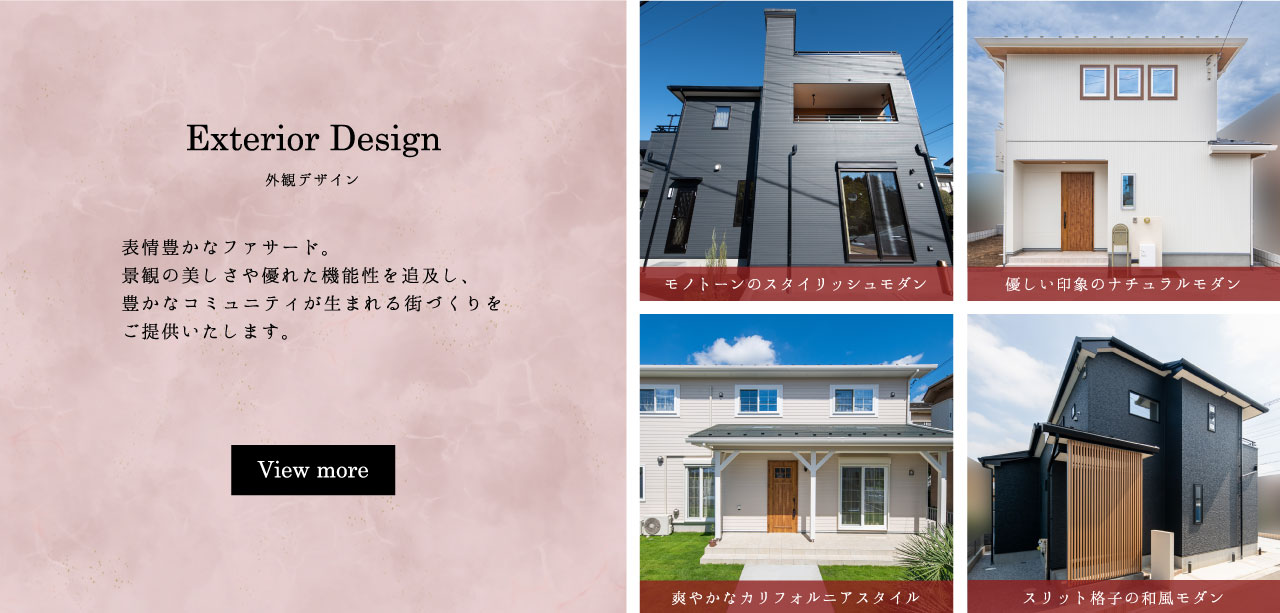 Exterior Design
外観デザイン
表情豊かなファサード。
景観の美しさや優れた機能性を追及し、
豊かなコミュニティが生まれる街づくりを
ご提供いたします。
View more
モノトーンのスタイリッシュモダン
優しい印象のナチュラルモダン
爽やかなカリフォルニアスタイル
スリット格子の和風モダン